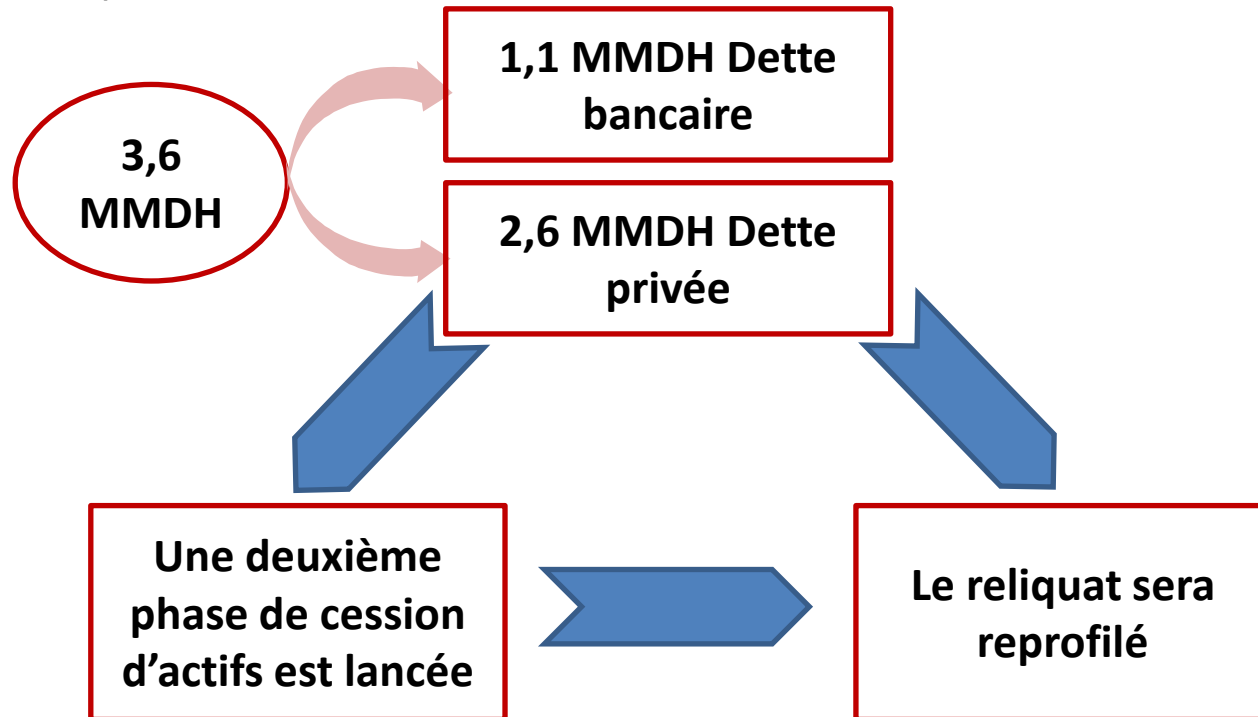 3,6
MMDH
1,1 MMDH Dette
bancaire
2,6 MMDH Dette
privée
Une deuxième
phase de cession
d’actifs est lancée
Le reliquat sera
reprofilé